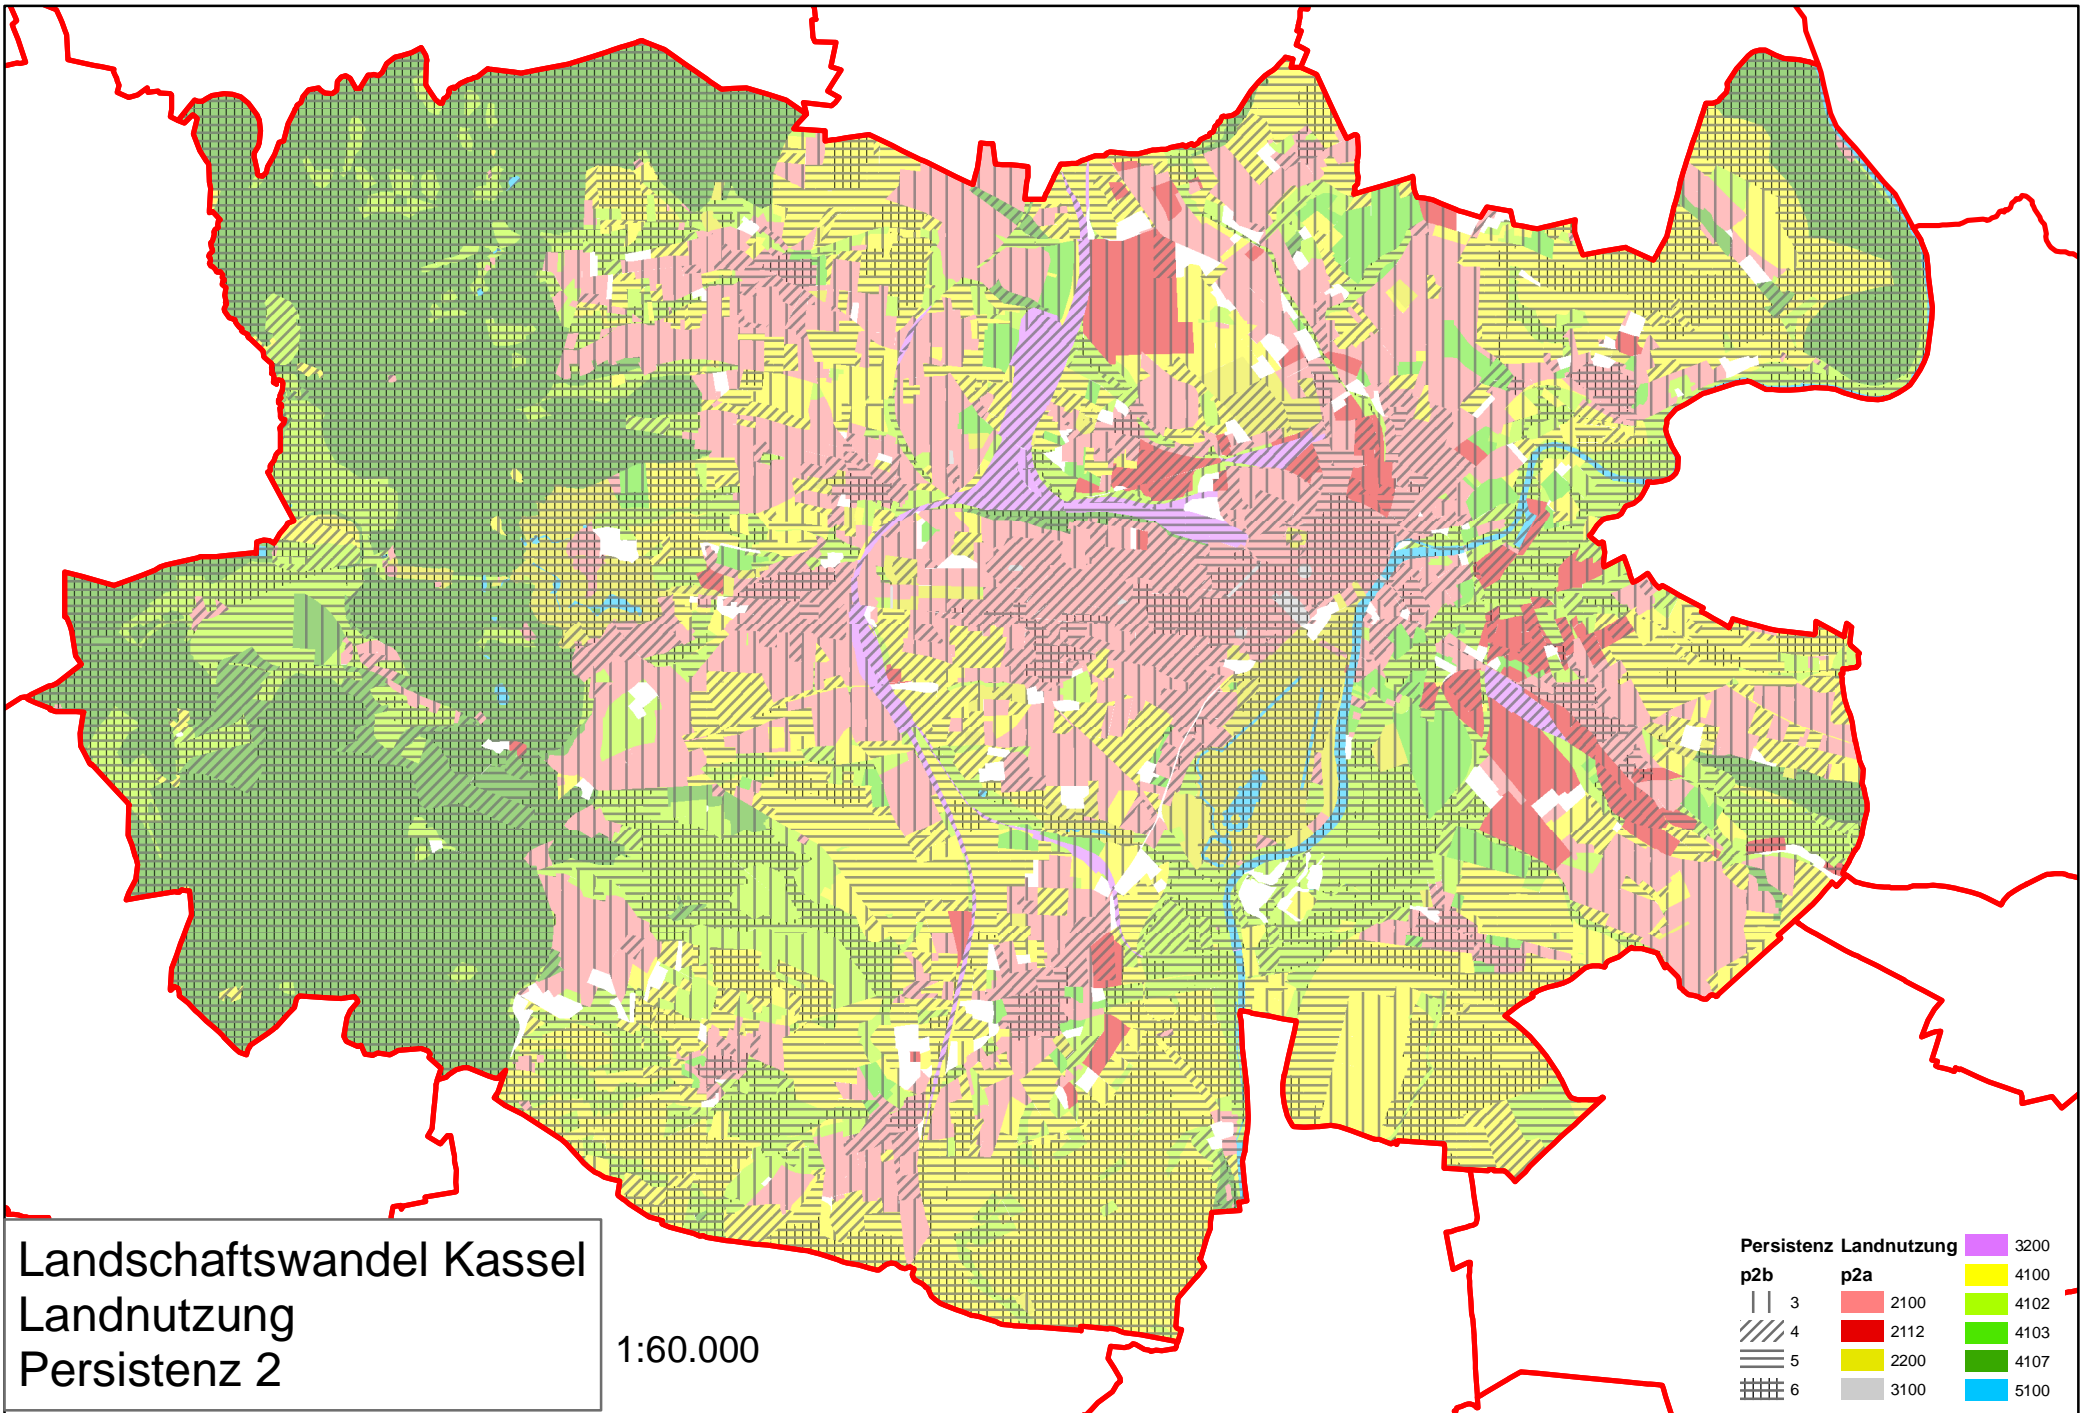 Landschaftswandel Kassel
Landnutzung
Persistenz 2
1:60.000
Persistenz Landnutzung 3200
p2b p2a 4100
3 2100 4102
4 2112 4103
5 2200 4107
6 3100 5100